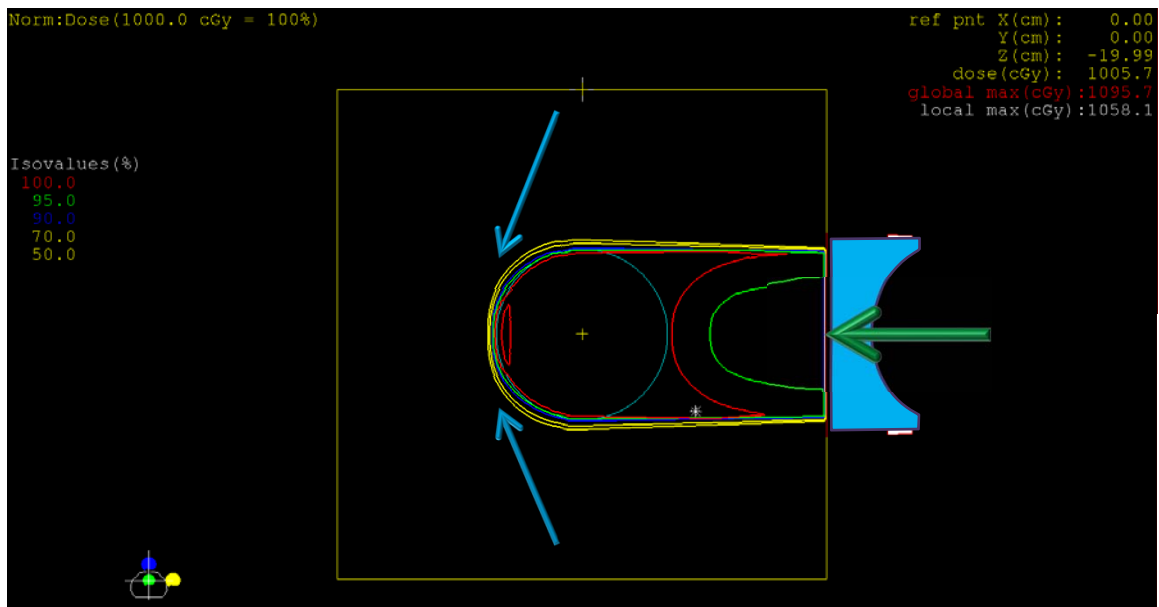 Norm:Dose(1000.0 cGy = 100%)
ref pnt X(cm): 0.00
Y(cm): 0.00
Z(cm): -19.99
dose(cGy): 1005.7
global max(cGy):1095.7
local max(cGy):1058.1
Isovalues(%)
100.0
95.0
90.0
70.0
50.0